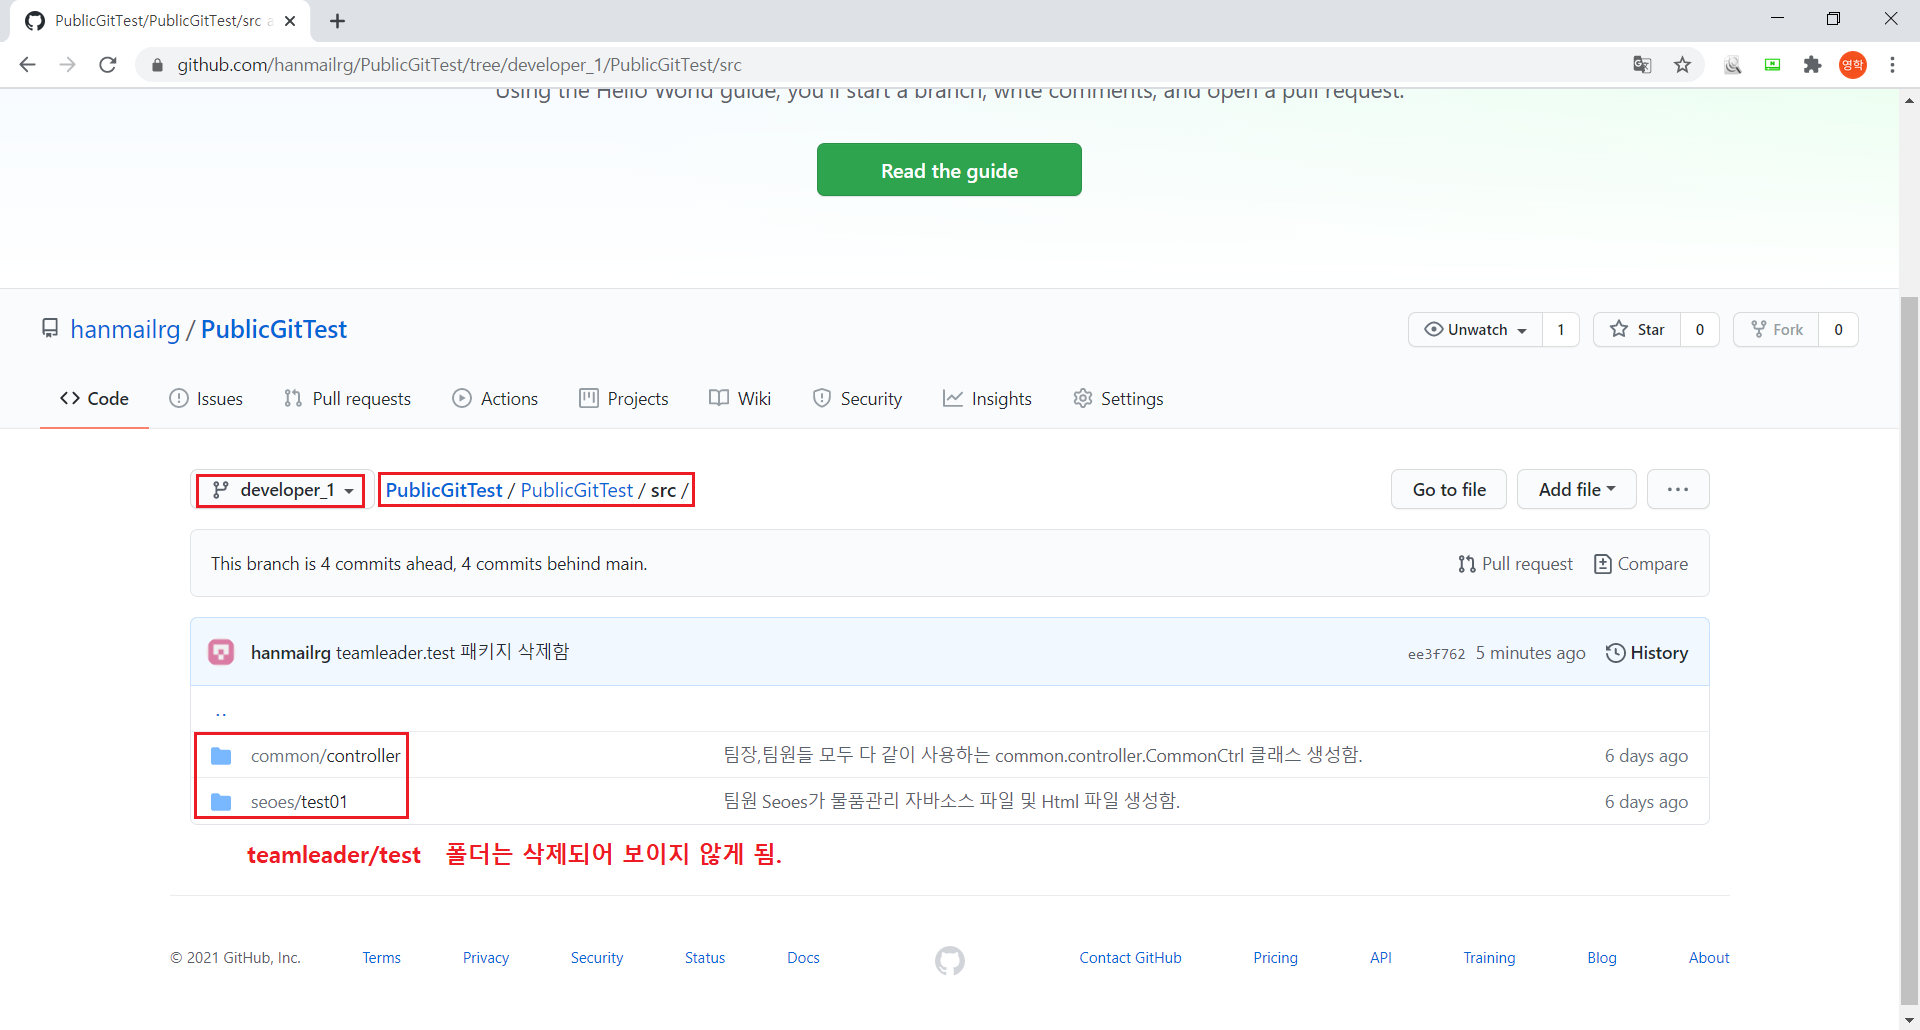 PublicGitTest/PublicGitTest/src a
github.com/hanmailrg/PublicGitTest/tree/developer_1/PublicGitTest/src
영학
Using the Hello World guide, you'll start a branch, write comments, and open a pull request.
Read the guide
hanmailrg / PublicGitTest
Unwatch 1 Star 0 Fork 0
Code Issues Pull requests Actions Projects Wiki Security Insights Settings
developer_1 PublicGitTest / PublicGitTest / src / Go to file Add file ...
This branch is 4 commits ahead, 4 commits behind main. Pull request Compare
hanmailrg teamleader.test 패키지 삭제함 ee3f762 5 minutes ago History
..
common/controller 팀장,팀원들 모두 다 같이 사용하는 common.controller.CommonCtrl 클래스 생성함. 6 days ago
seoes/test01 팀원 Seoes가 물품관리 자바소스 파일 및 Html 파일 생성함. 6 days ago
teamleader/test 폴더는 삭제되어 보이지 않게 됨.
© 2021 GitHub, Inc. Terms Privacy Security Status Docs Contact GitHub Pricing API Training Blog About